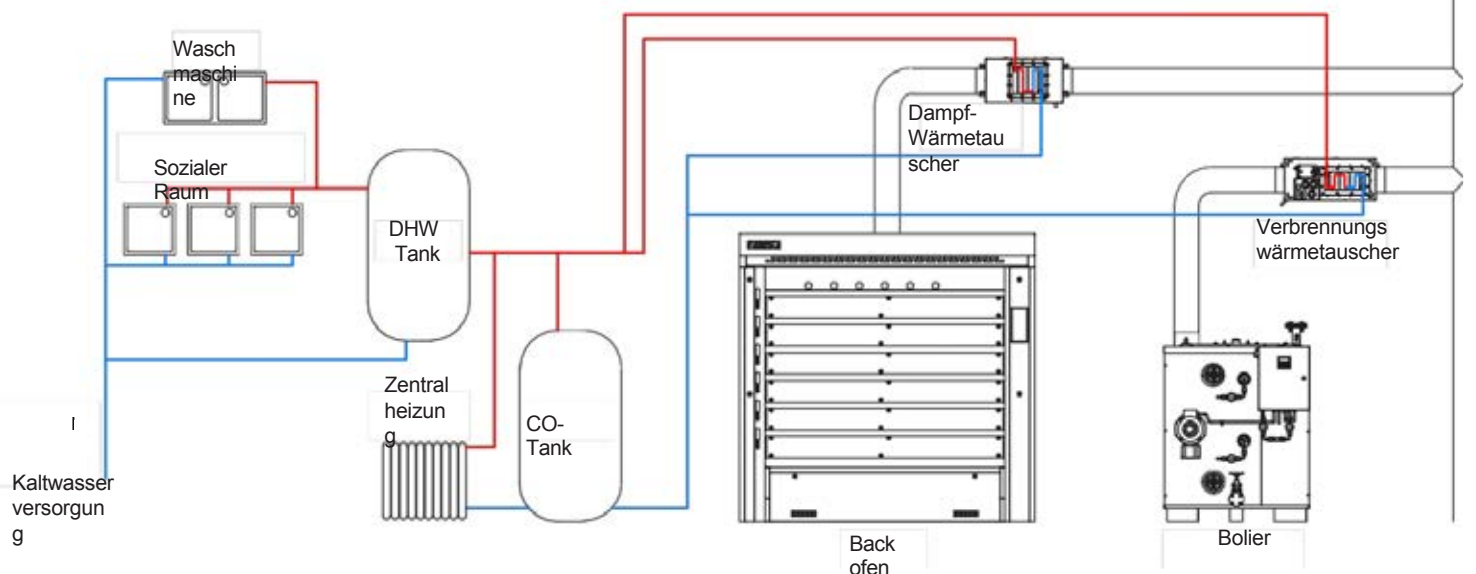 Wasch
maschi
ne
Sozialer
Raum
DHW
Tank
Dampf-
Wärmetau
scher
Verbrennungs
wärmetauscher
Zentral
heizun
g
CO-
Tank
Kaltwasser
versorgun
g
Back
ofen
Bolier